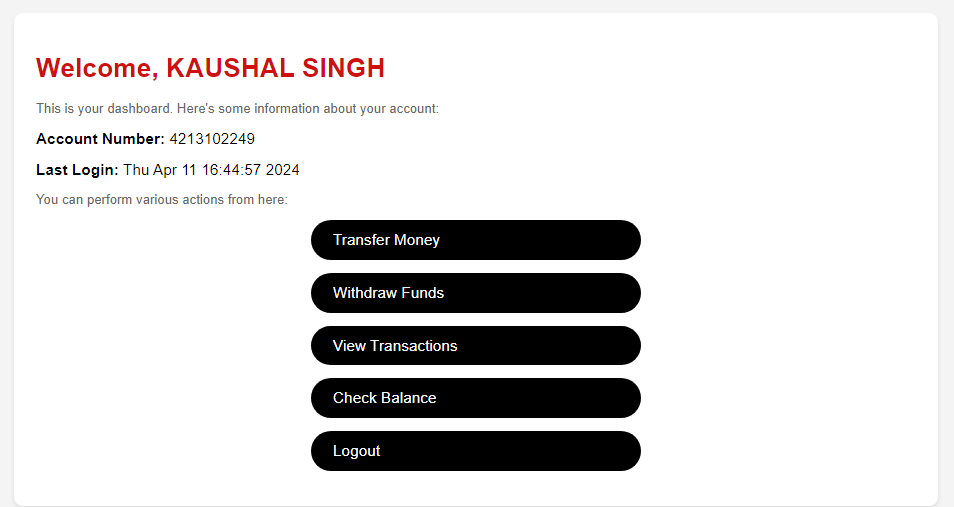 Welcome, KAUSHAL SINGH
This is your dashboard. Here's some information about your account:
Account Number: 4213102249
Last Login: Thu Apr 11 16:44:57 2024
You can perform various actions from here:
Transfer Money
Withdraw Funds
View Transactions
Check Balance
Logout